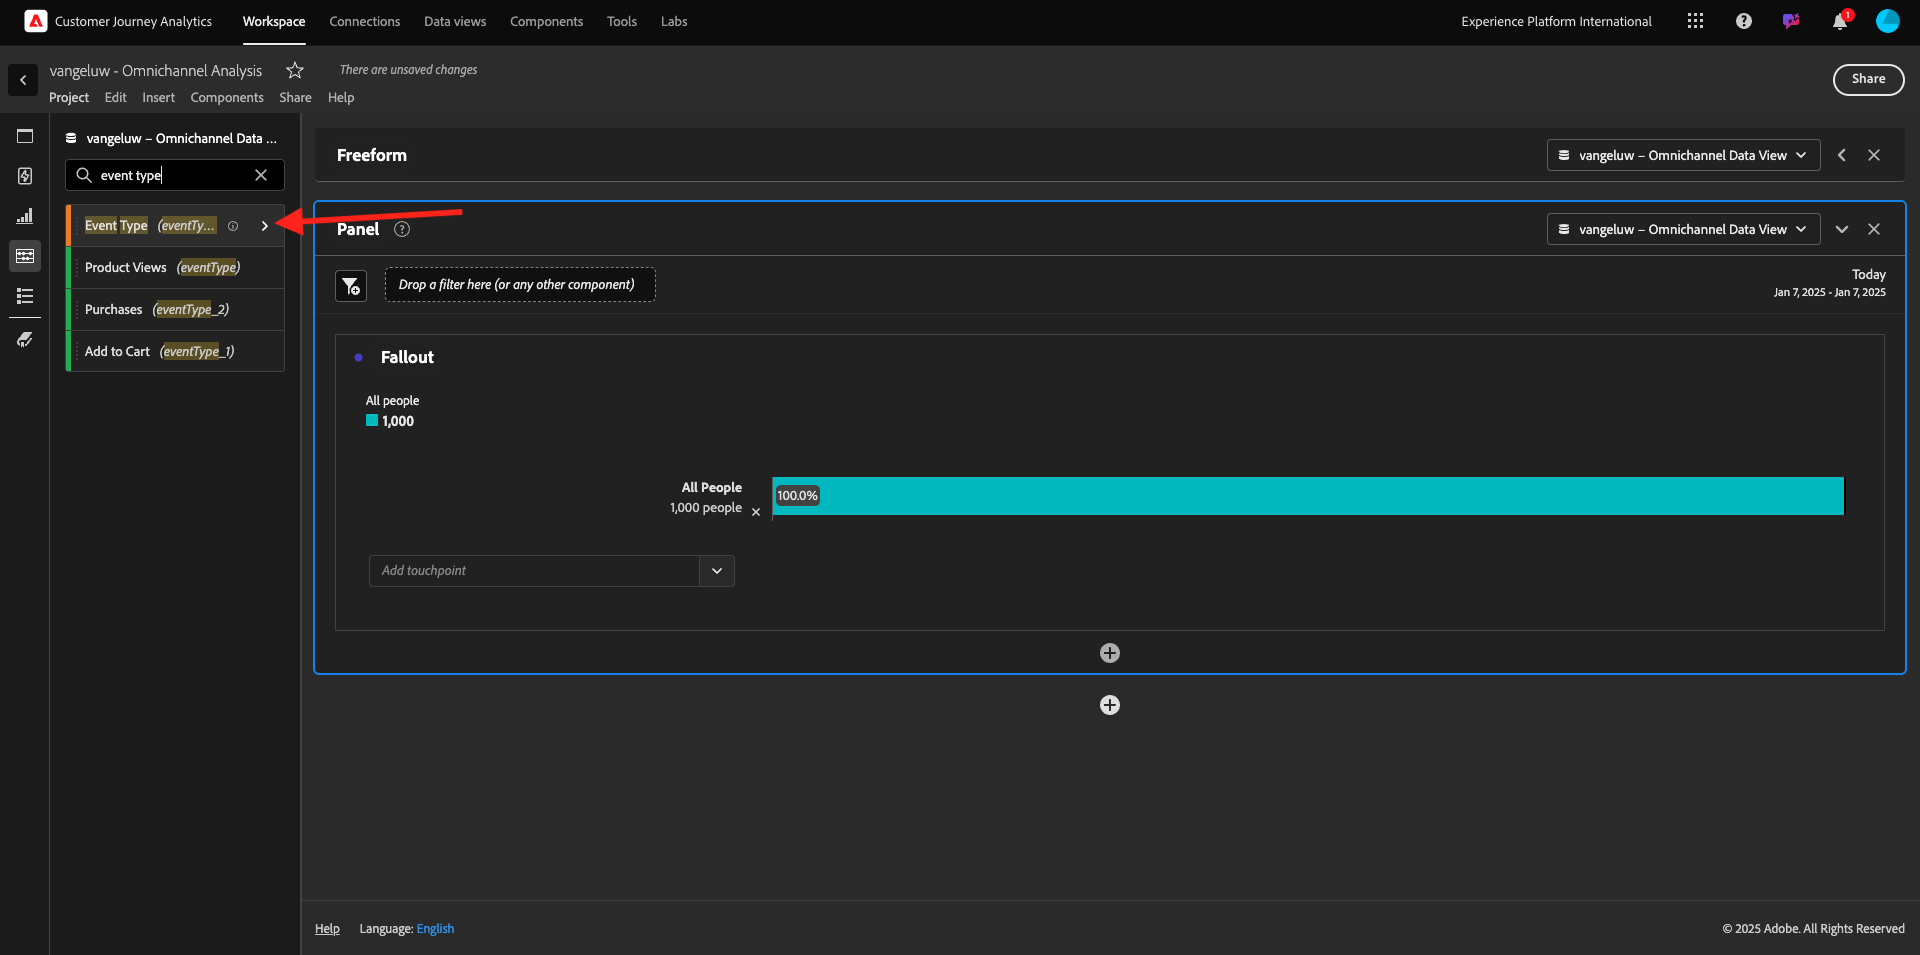 Customer Journey Analytics
Workspace
Connections
Data views
Components
Tools
Labs
Experience Platform International
1
vangeluw - Omnichannel Analysis
There are unsaved changes
Project
Edit
Insert
Components
Share
Help
Share
vangeluw – Omnichannel Data ...
event type
Event Type (eventTy...
Product Views (eventType)
Purchases (eventType_2)
Add to Cart (eventType_1)
Freeform
vangeluw – Omnichannel Data View
Panel
vangeluw – Omnichannel Data View
Drop a filter here (or any other component)
Today
Jan 7, 2025 - Jan 7, 2025
Fallout
All people
1,000
All People
1,000 people
100.0%
Add touchpoint
Help
Language: English
© 2025 Adobe. All Rights Reserved